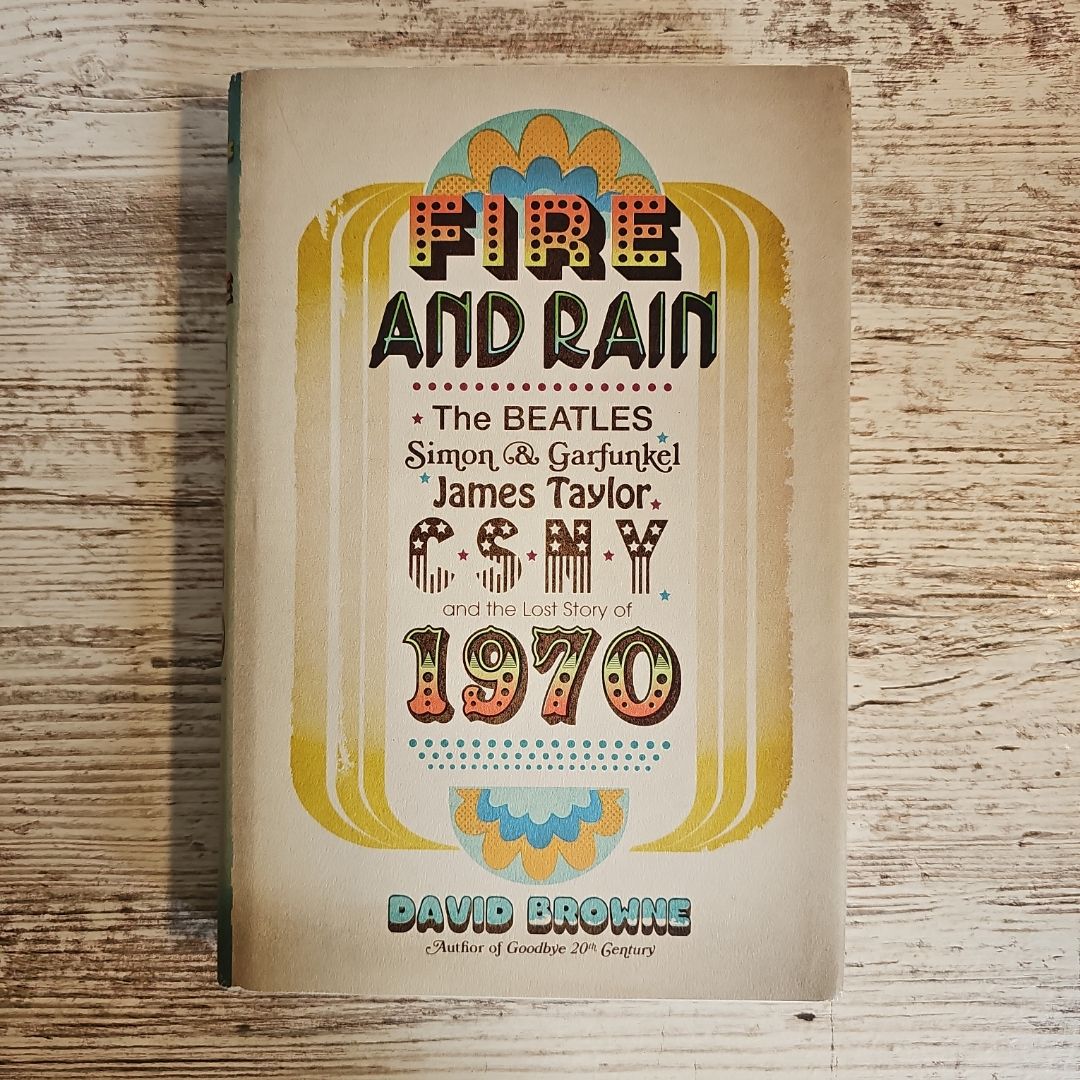 FIRE
AND RAIN
The BEATLES
Simon & Garfunkel
James Taylor
C·S·N·Y
and the Lost Story of
1970
DAVID BROWNE
Author of Goodbye 20th Century